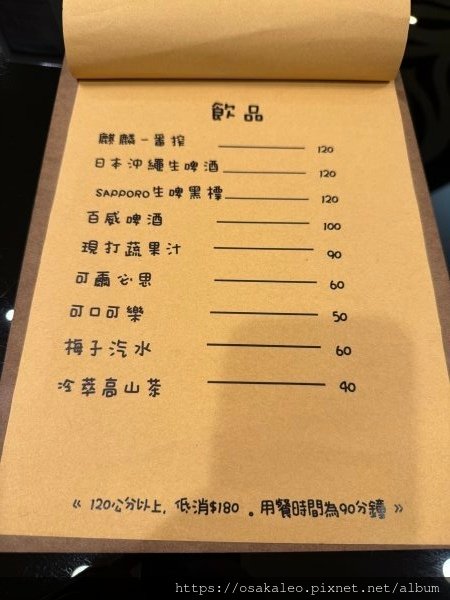 飲品
麒麟一番搾 120
日本沖繩生啤酒 120
SAPPORO生啤黑標 120
百威啤酒 100
現打蔬果汁 90
可爾必思 60
可口可樂 50
梅子汽水 60
冷萃高山茶 40
《 120公分以上, 低消$180 。用餐時間為90分鐘 》
https://osakaleo.pixnet.net/album